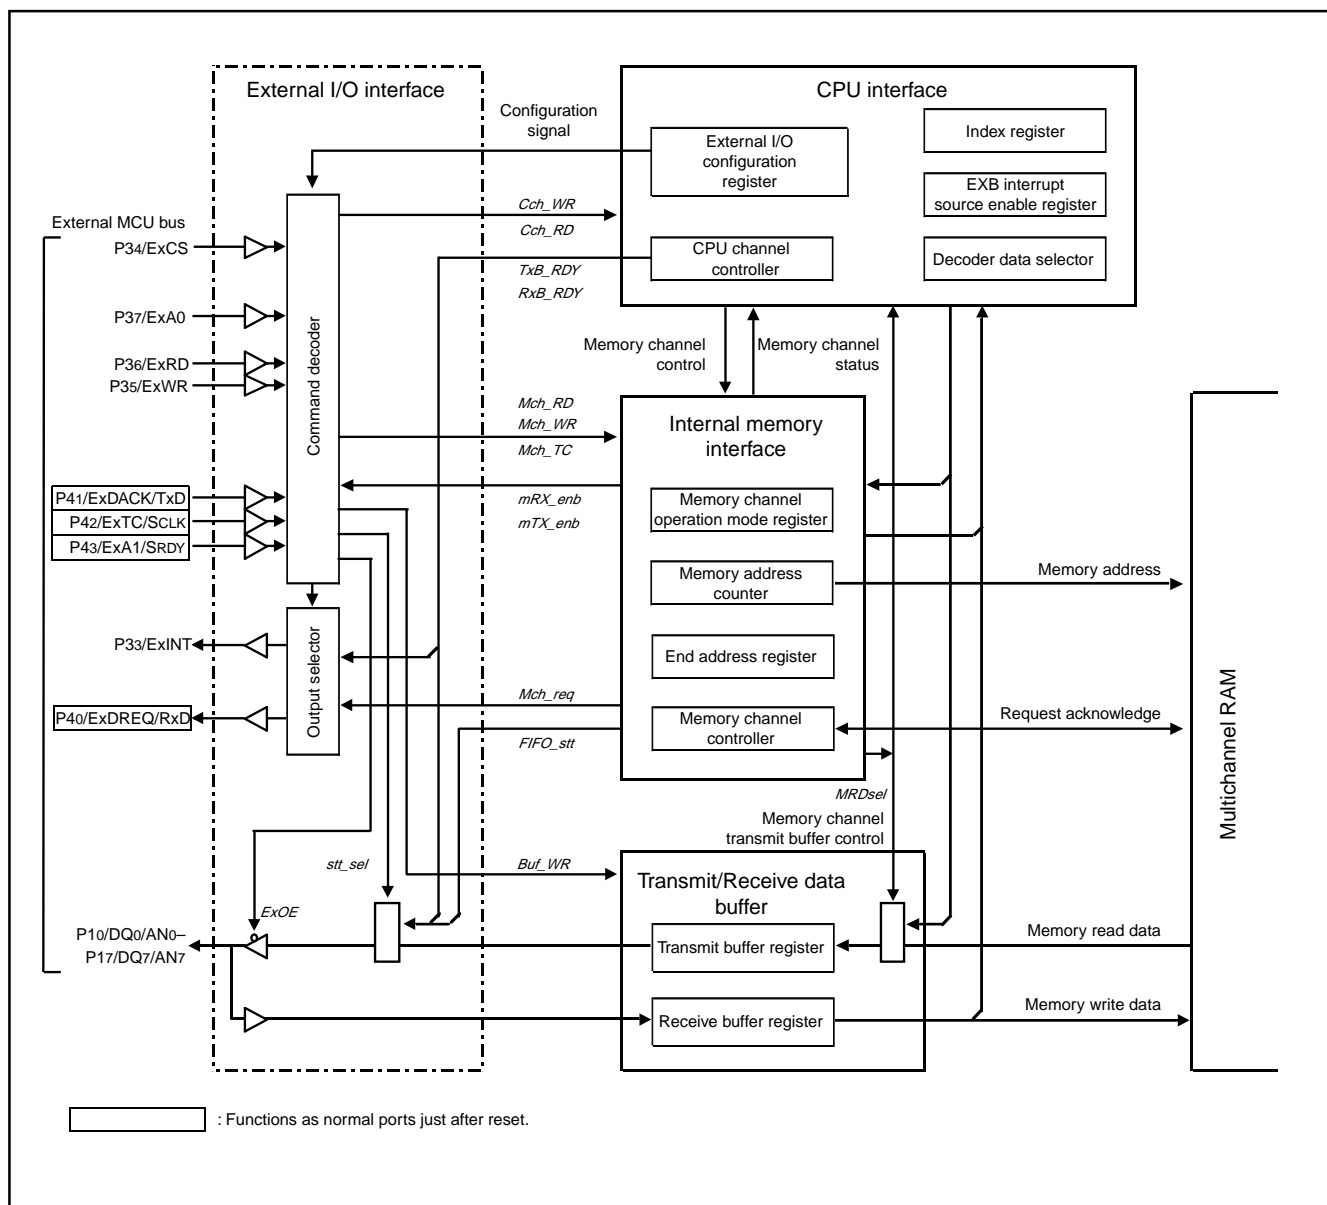 External I/O interface
CPU interface
Configuration
signal
External I/O
configuration
register
Index register
EXB interrupt
source enable register
Decoder data selector
CPU channel
controller
External MCU bus
P34/ExCS
P37/ExA0
P36/ExRD
P35/ExWR
P41/ExDACK/TxD
P42/ExTC/SCLK
P43/ExA1/SRDY
P33/ExINT
P40/ExDREQ/RxD
P10/DQ0/AN0–
P17/DQ7/AN7
Command decoder
Output selector
Cch_WR
Cch_RD
TxB_RDY
RxB_RDY
Memory channel
control
Memory channel
status
Mch_RD
Mch_WR
Mch_TC
mRX_enb
mTX_enb
Internal memory
interface
Memory channel
operation mode register
Memory address
counter
End address register
Memory channel
controller
Mch_req
FIFO_stt
Memory address
Request acknowledge
Multichannel RAM
MRDsel
Memory channel
transmit buffer control
stt_sel
Buf_WR
ExOE
Transmit/Receive data
buffer
Transmit buffer register
Receive buffer register
Memory read data
Memory write data
: Functions as normal ports just after reset.